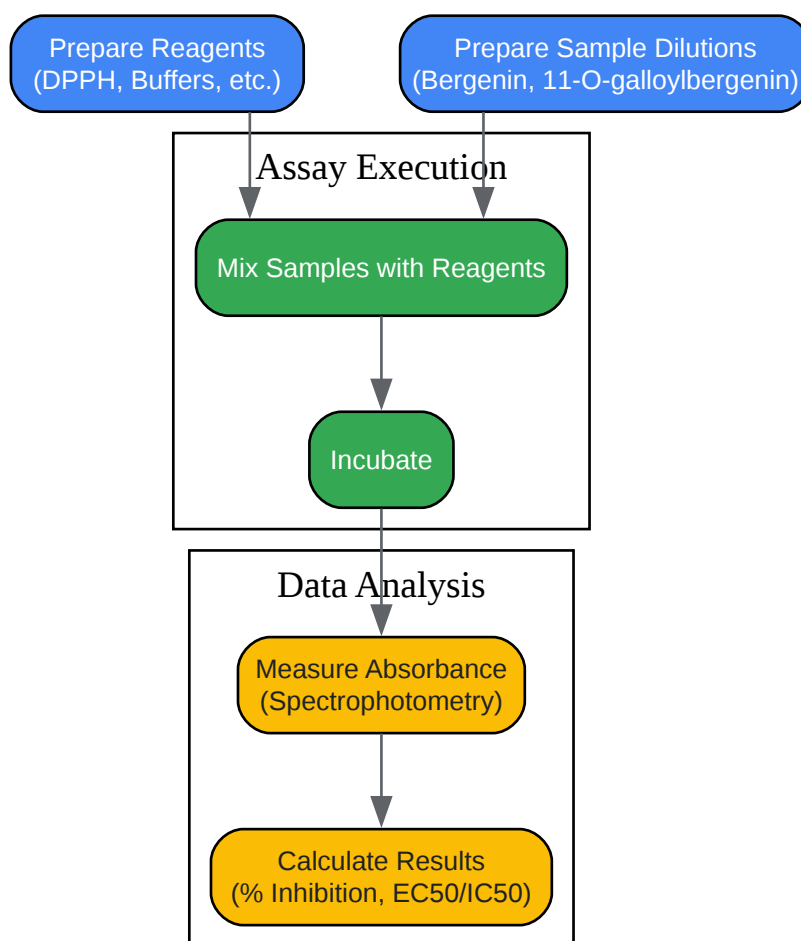 Prepare Reagents
(DPPH, Buffers, etc.)
Prepare Sample Dilutions
(Bergenin, 11-O-galloylbergenin)
Assay Execution
Mix Samples with Reagents
Incubate
Data Analysis
Measure Absorbance
(Spectrophotometry)
Calculate Results
(% Inhibition, EC50/IC50)